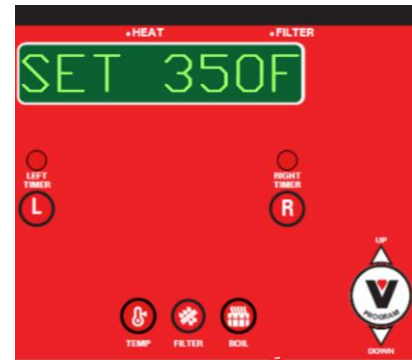 •HEAT •FILTER
SET 350F
LEFT TIMER
RIGHT TIMER
L
R
UP
V
PROGRAM
DOWN
TEMP
FILTER
BOIL